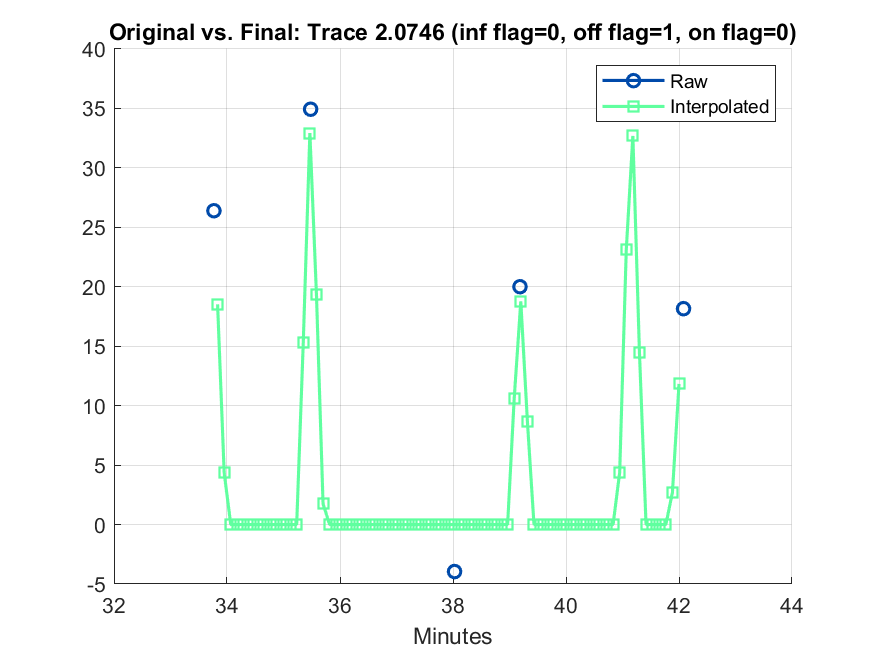 Original vs. Final: Trace 2.0746 (inf flag=0, off flag=1, on flag=0)
40
35
30
25
20
15
10
5
0
-5
Raw
Interpolated
32 34 36 38 40 42 44
Minutes